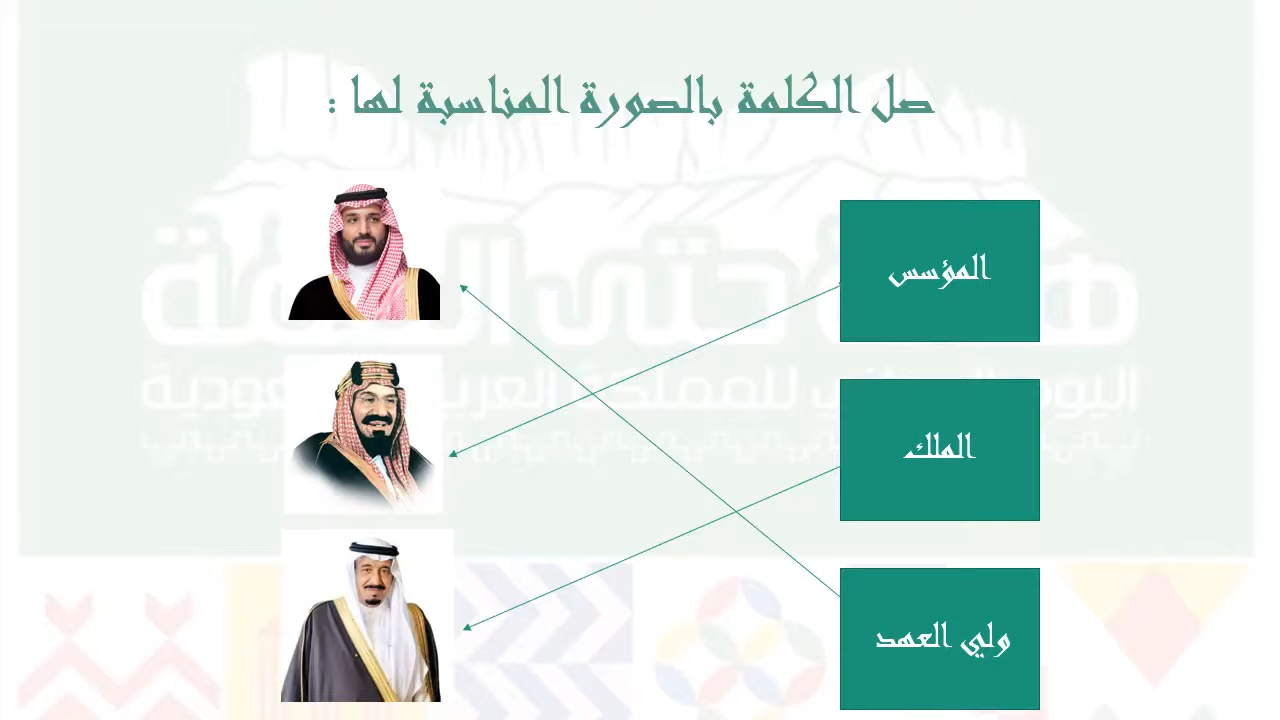 صل الكلمة بالصورة المناسبة لها :
المؤسس
الملك
ولي العهد